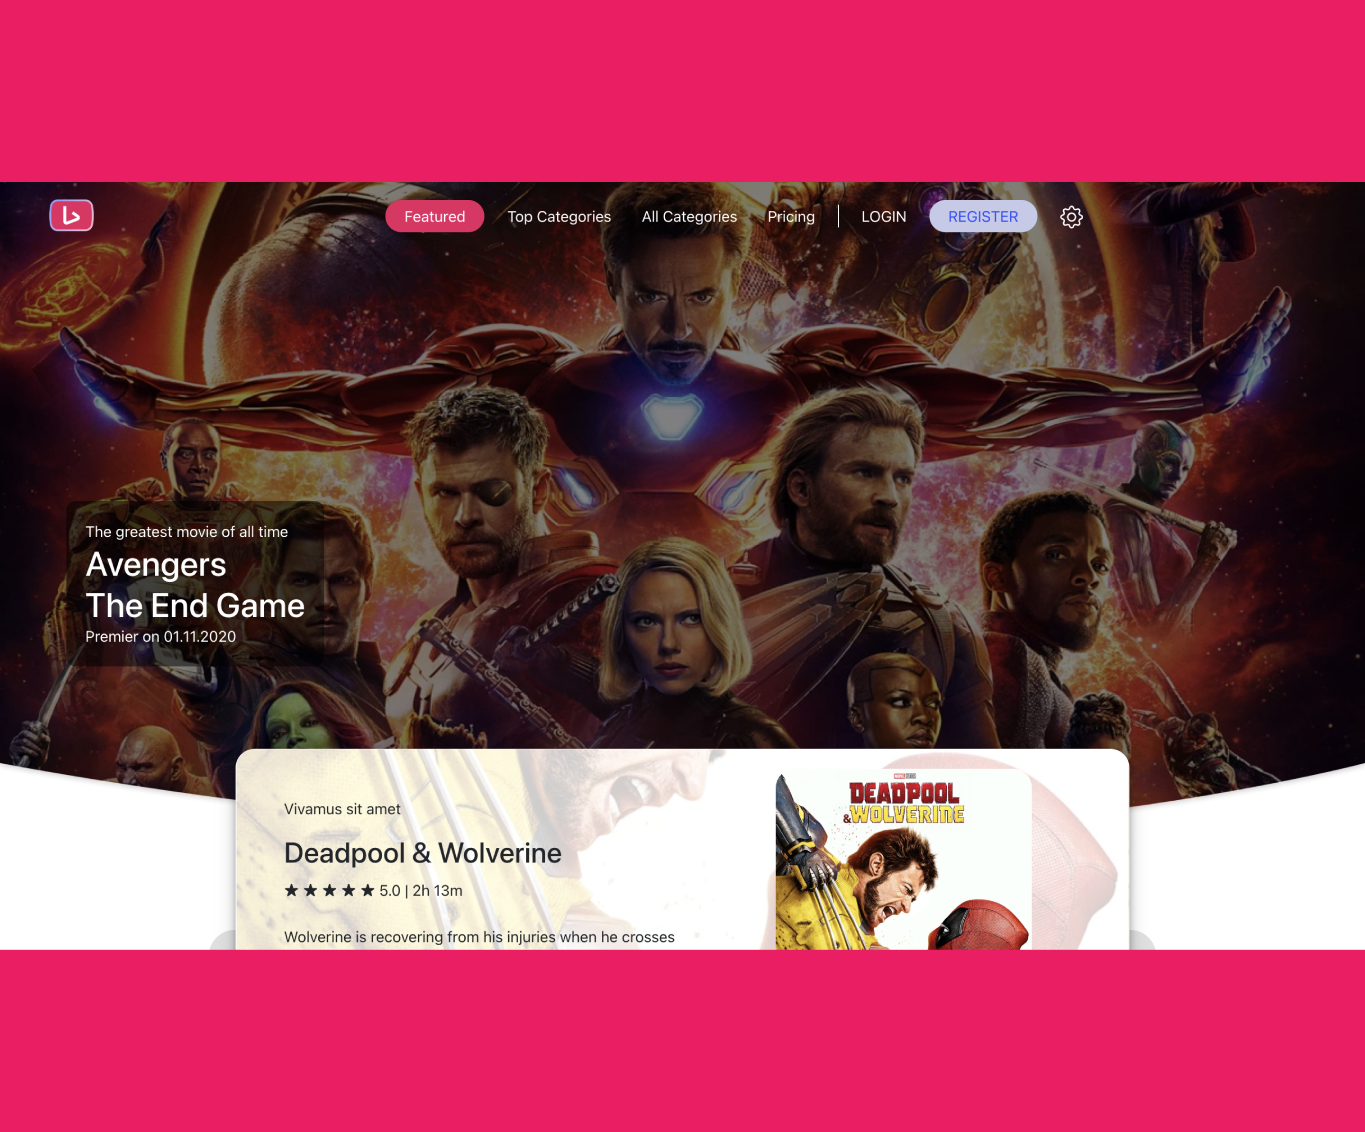 Featured
Top Categories
All Categories
Pricing
LOGIN
REGISTER
The greatest movie of all time
Avengers
The End Game
Premier on 01.11.2020
Vivamus sit amet
Deadpool & Wolverine
5.0 | 2h 13m
Wolverine is recovering from his injuries when he crosses
MARVEL STUDIOS
DEADPOOL
& WOLVERINE